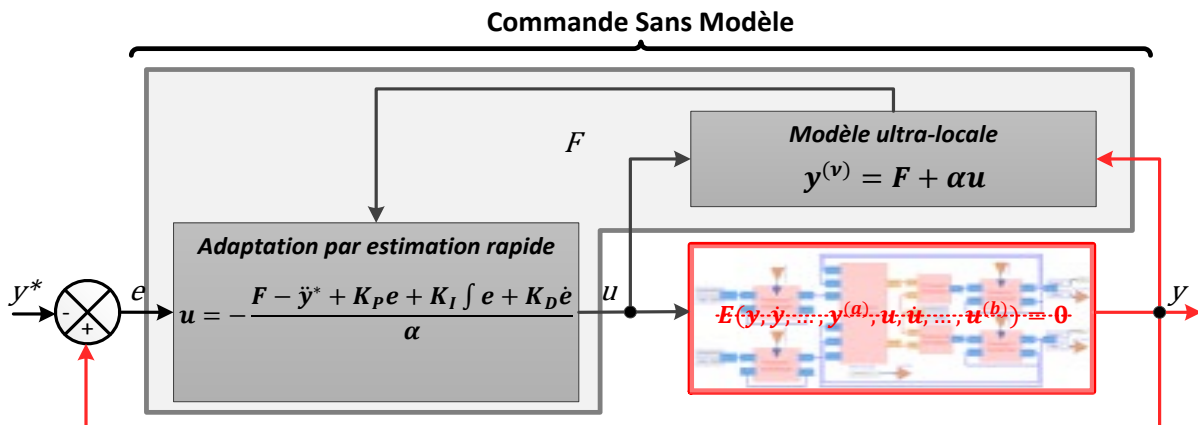 Commande Sans Modèle
F
Modèle ultra-locale
y^(ν) = F + αu
Adaptation par estimation rapide
y*
-
+
e
u = − (F − ÿ* + K_P e + K_I ∫ e + K_D ė) / α
u
E(y, ẏ, … , y^(a), u, u̇, … , u^(b)) = 0
y